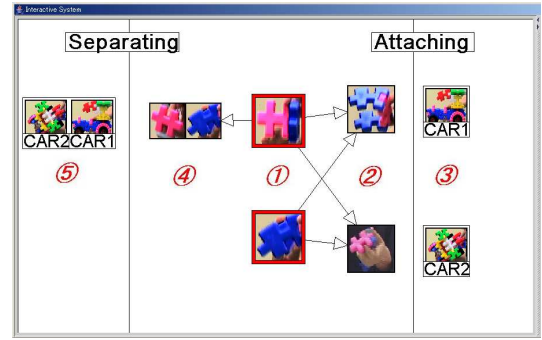 Interactive System
Separating
Attaching
CAR2 CAR1
CAR1
⑤
④
①
②
③
CAR2